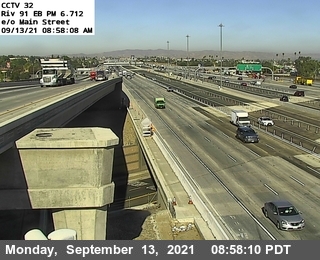 CCTV 32
Riv 91 EB PM 6.712
e/o Main Street
09/13/21 08:58:08 AM
Monday, September 13, 2021 08:58:10 PDT